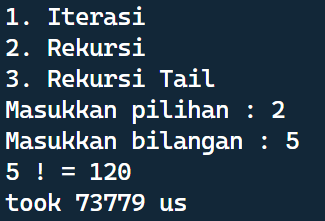 1. Iterasi
2. Rekursi
3. Rekursi Tail
Masukkan pilihan : 2
Masukkan bilangan : 5
5 ! = 120
took 73779 us